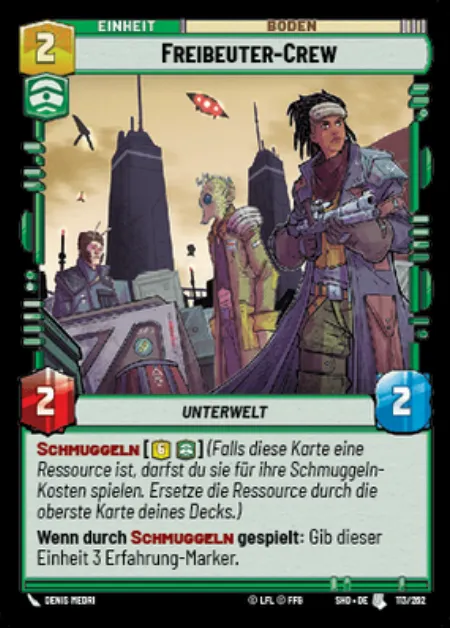 2
EINHEIT
BODEN
FREIBEUTER-CREW
2
UNTERWELT
2
SCHMUGGELN [6] (Falls diese Karte eine
Ressource ist, darfst du sie für ihre Schmuggeln-
Kosten spielen. Ersetze die Ressource durch die
oberste Karte deines Decks.)
Wenn durch SCHMUGGELN gespielt: Gib dieser
Einheit 3 Erfahrung-Marker.
DENIS MEDRI
© LFL © FFG
SHD • DE
113/262